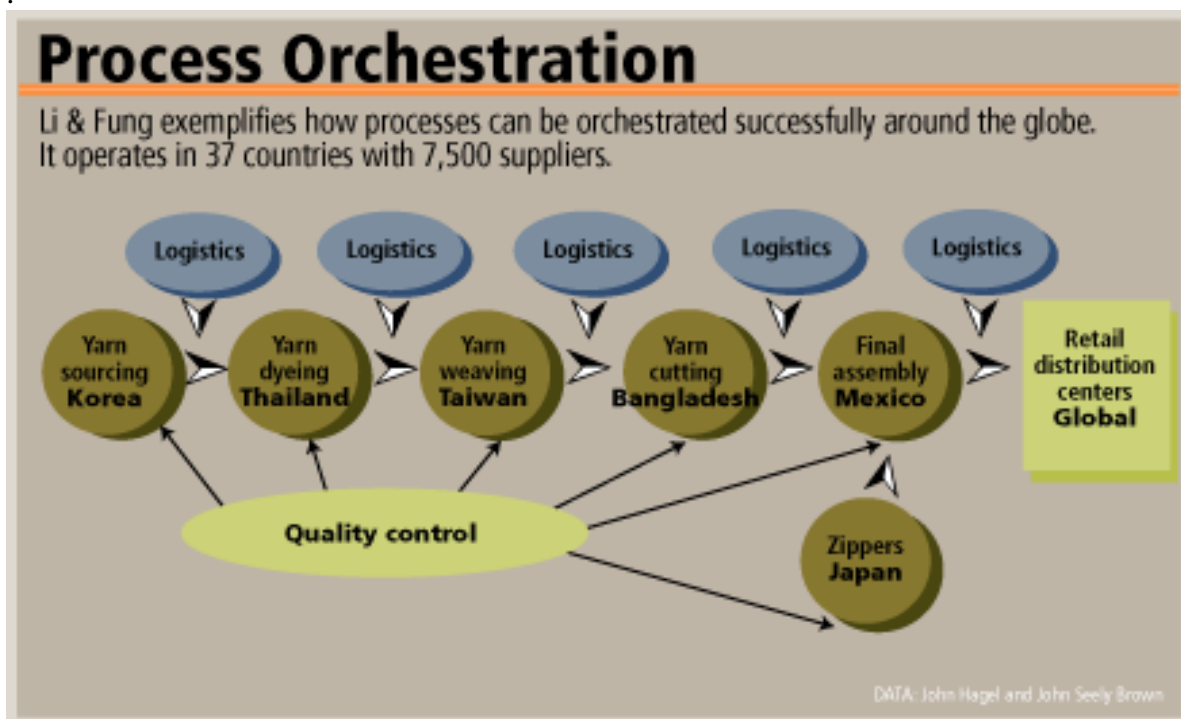 Process Orchestration
Li & Fung exemplifies how processes can be orchestrated successfully around the globe.
It operates in 37 countries with 7,500 suppliers.
Logistics
Logistics
Logistics
Logistics
Logistics
Yarn
sourcing
Korea
Yarn
dyeing
Thailand
Yarn
weaving
Taiwan
Yarn
cutting
Bangladesh
Final
assembly
Mexico
Retail
distribution
centers
Global
Quality control
Zippers
Japan
DATA: John Hagel and John Seely Brown